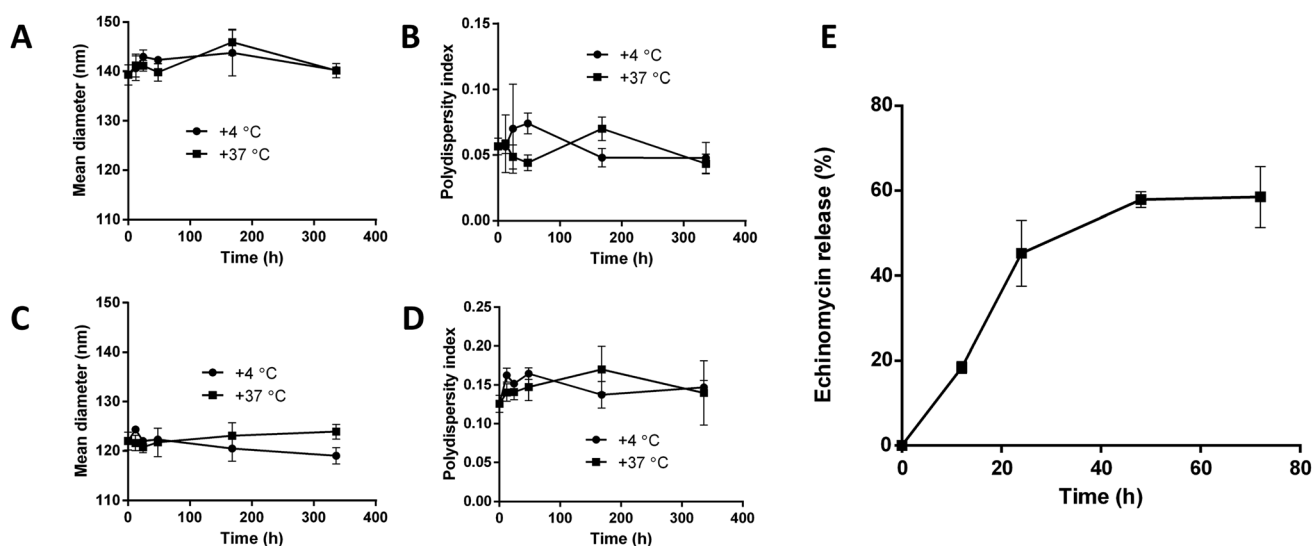 A
Mean diameter (nm)
150
140
130
120
110
+4 °C
+37 °C
0 100 200 300 400
Time (h)
B
Polydispersity index
0.15
0.10
0.05
0.00
+4 °C
+37 °C
0 100 200 300 400
Time (h)
C
Mean diameter (nm)
150
140
130
120
110
+4 °C
+37 °C
0 100 200 300 400
Time (h)
D
Polydispersity index
0.25
0.20
0.15
0.10
0.05
0.00
+4 °C
+37 °C
0 100 200 300 400
Time (h)
E
Echinomycin release (%)
80
60
40
20
0
0 20 40 60 80
Time (h)